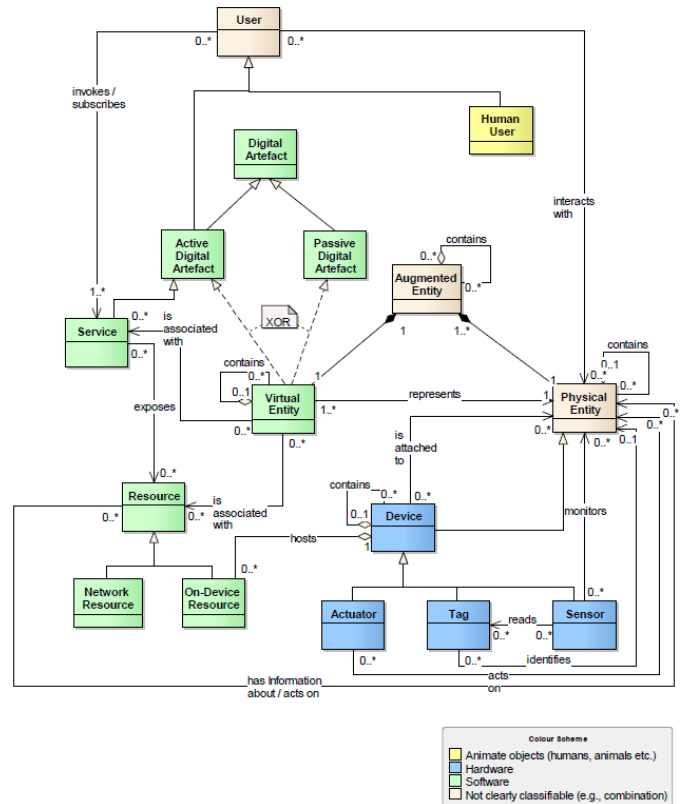 User
0..*
0..*
invokes /
subscribes
Human
User
Digital
Artefact
interacts
with
Active
Digital
Artefact
Passive
Digital
Artefact
contains
0..*
0..*
Augmented
Entity
1
1..*
XOR
1..*
Service
0..*
0..*
is
associated
with
contains
0..*
0..1
Virtual
Entity
1
1..*
0..*
0..*
represents
contains
0..1
0..*
0..*
1
1
Physical
Entity
0..*
0..*
0..1
0..*
0..*
exposes
0..*
is
attached
to
Resource
0..*
0..*
is
associated
with
contains
0..*
0..1
1
0..*
Device
hosts
monitors
Network
Resource
On-Device
Resource
0..*
Actuator
Tag
Sensor
0..*
reads
0..*
0..*
0..*
0..*
identifies
acts
on
has Information
about / acts on
Colour Scheme
Animate objects (humans, animals etc.)
Hardware
Software
Not clearly classifiable (e.g., combination)